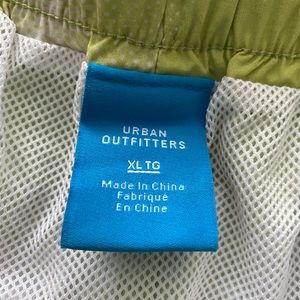 URBAN
OUTFITTERS
XL TG
Made In China
Fabriqué
En Chine